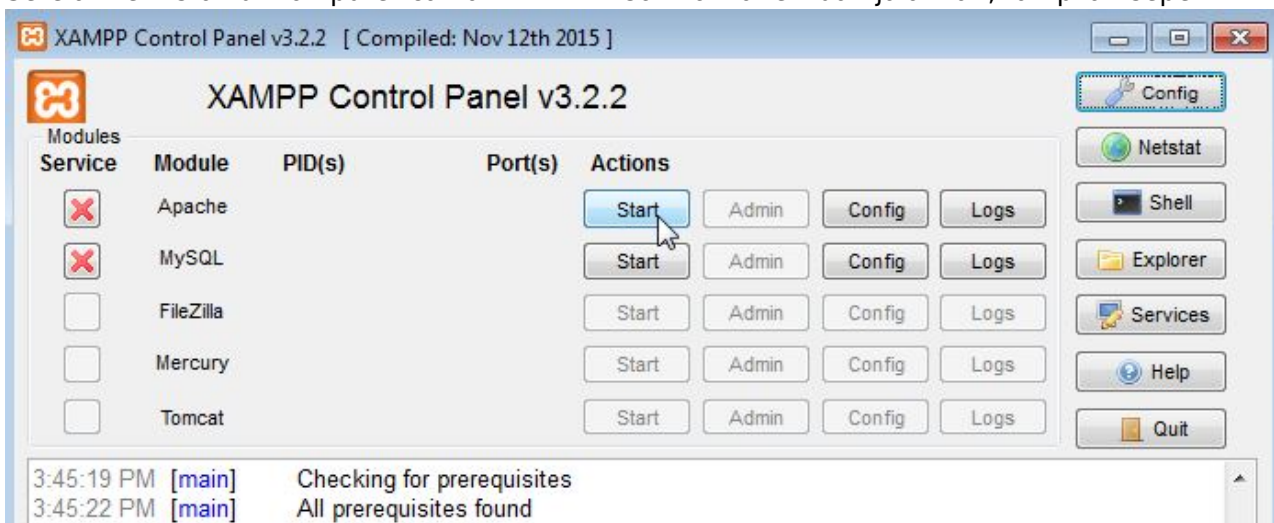 XAMPP Control Panel v3.2.2 [ Compiled: Nov 12th 2015 ]
XAMPP Control Panel v3.2.2
Config
Modules
Service Module PID(s) Port(s) Actions
Netstat
Apache Start Admin Config Logs
Shell
MySQL Start Admin Config Logs
Explorer
FileZilla Start Admin Config Logs
Services
Mercury Start Admin Config Logs
Help
Tomcat Start Admin Config Logs
Quit
3:45:19 PM [main] Checking for prerequisites
3:45:22 PM [main] All prerequisites found